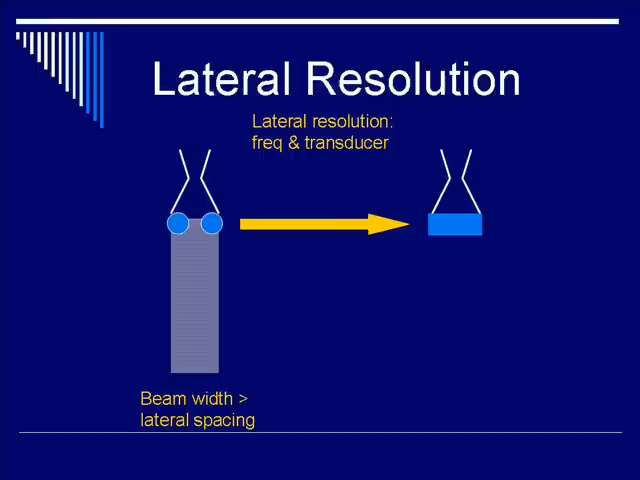 Lateral Resolution
Lateral resolution:
freq & transducer
Beam width >
lateral spacing